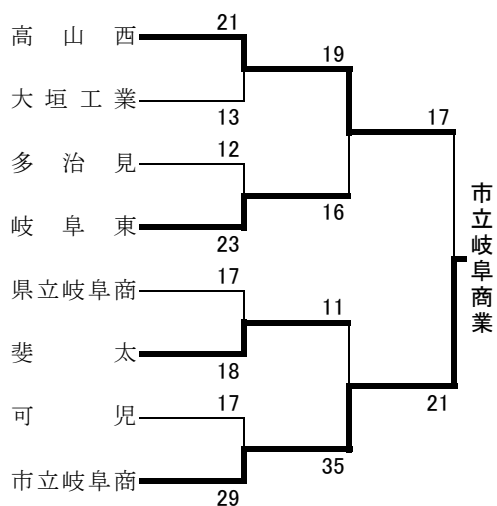 21
高山西
19
大垣工業
13
17
12
多治見
岐阜東
16
23
市立岐阜商業
17
県立岐阜商
11
斐太
18
17
21
可児
35
市立岐阜商
29